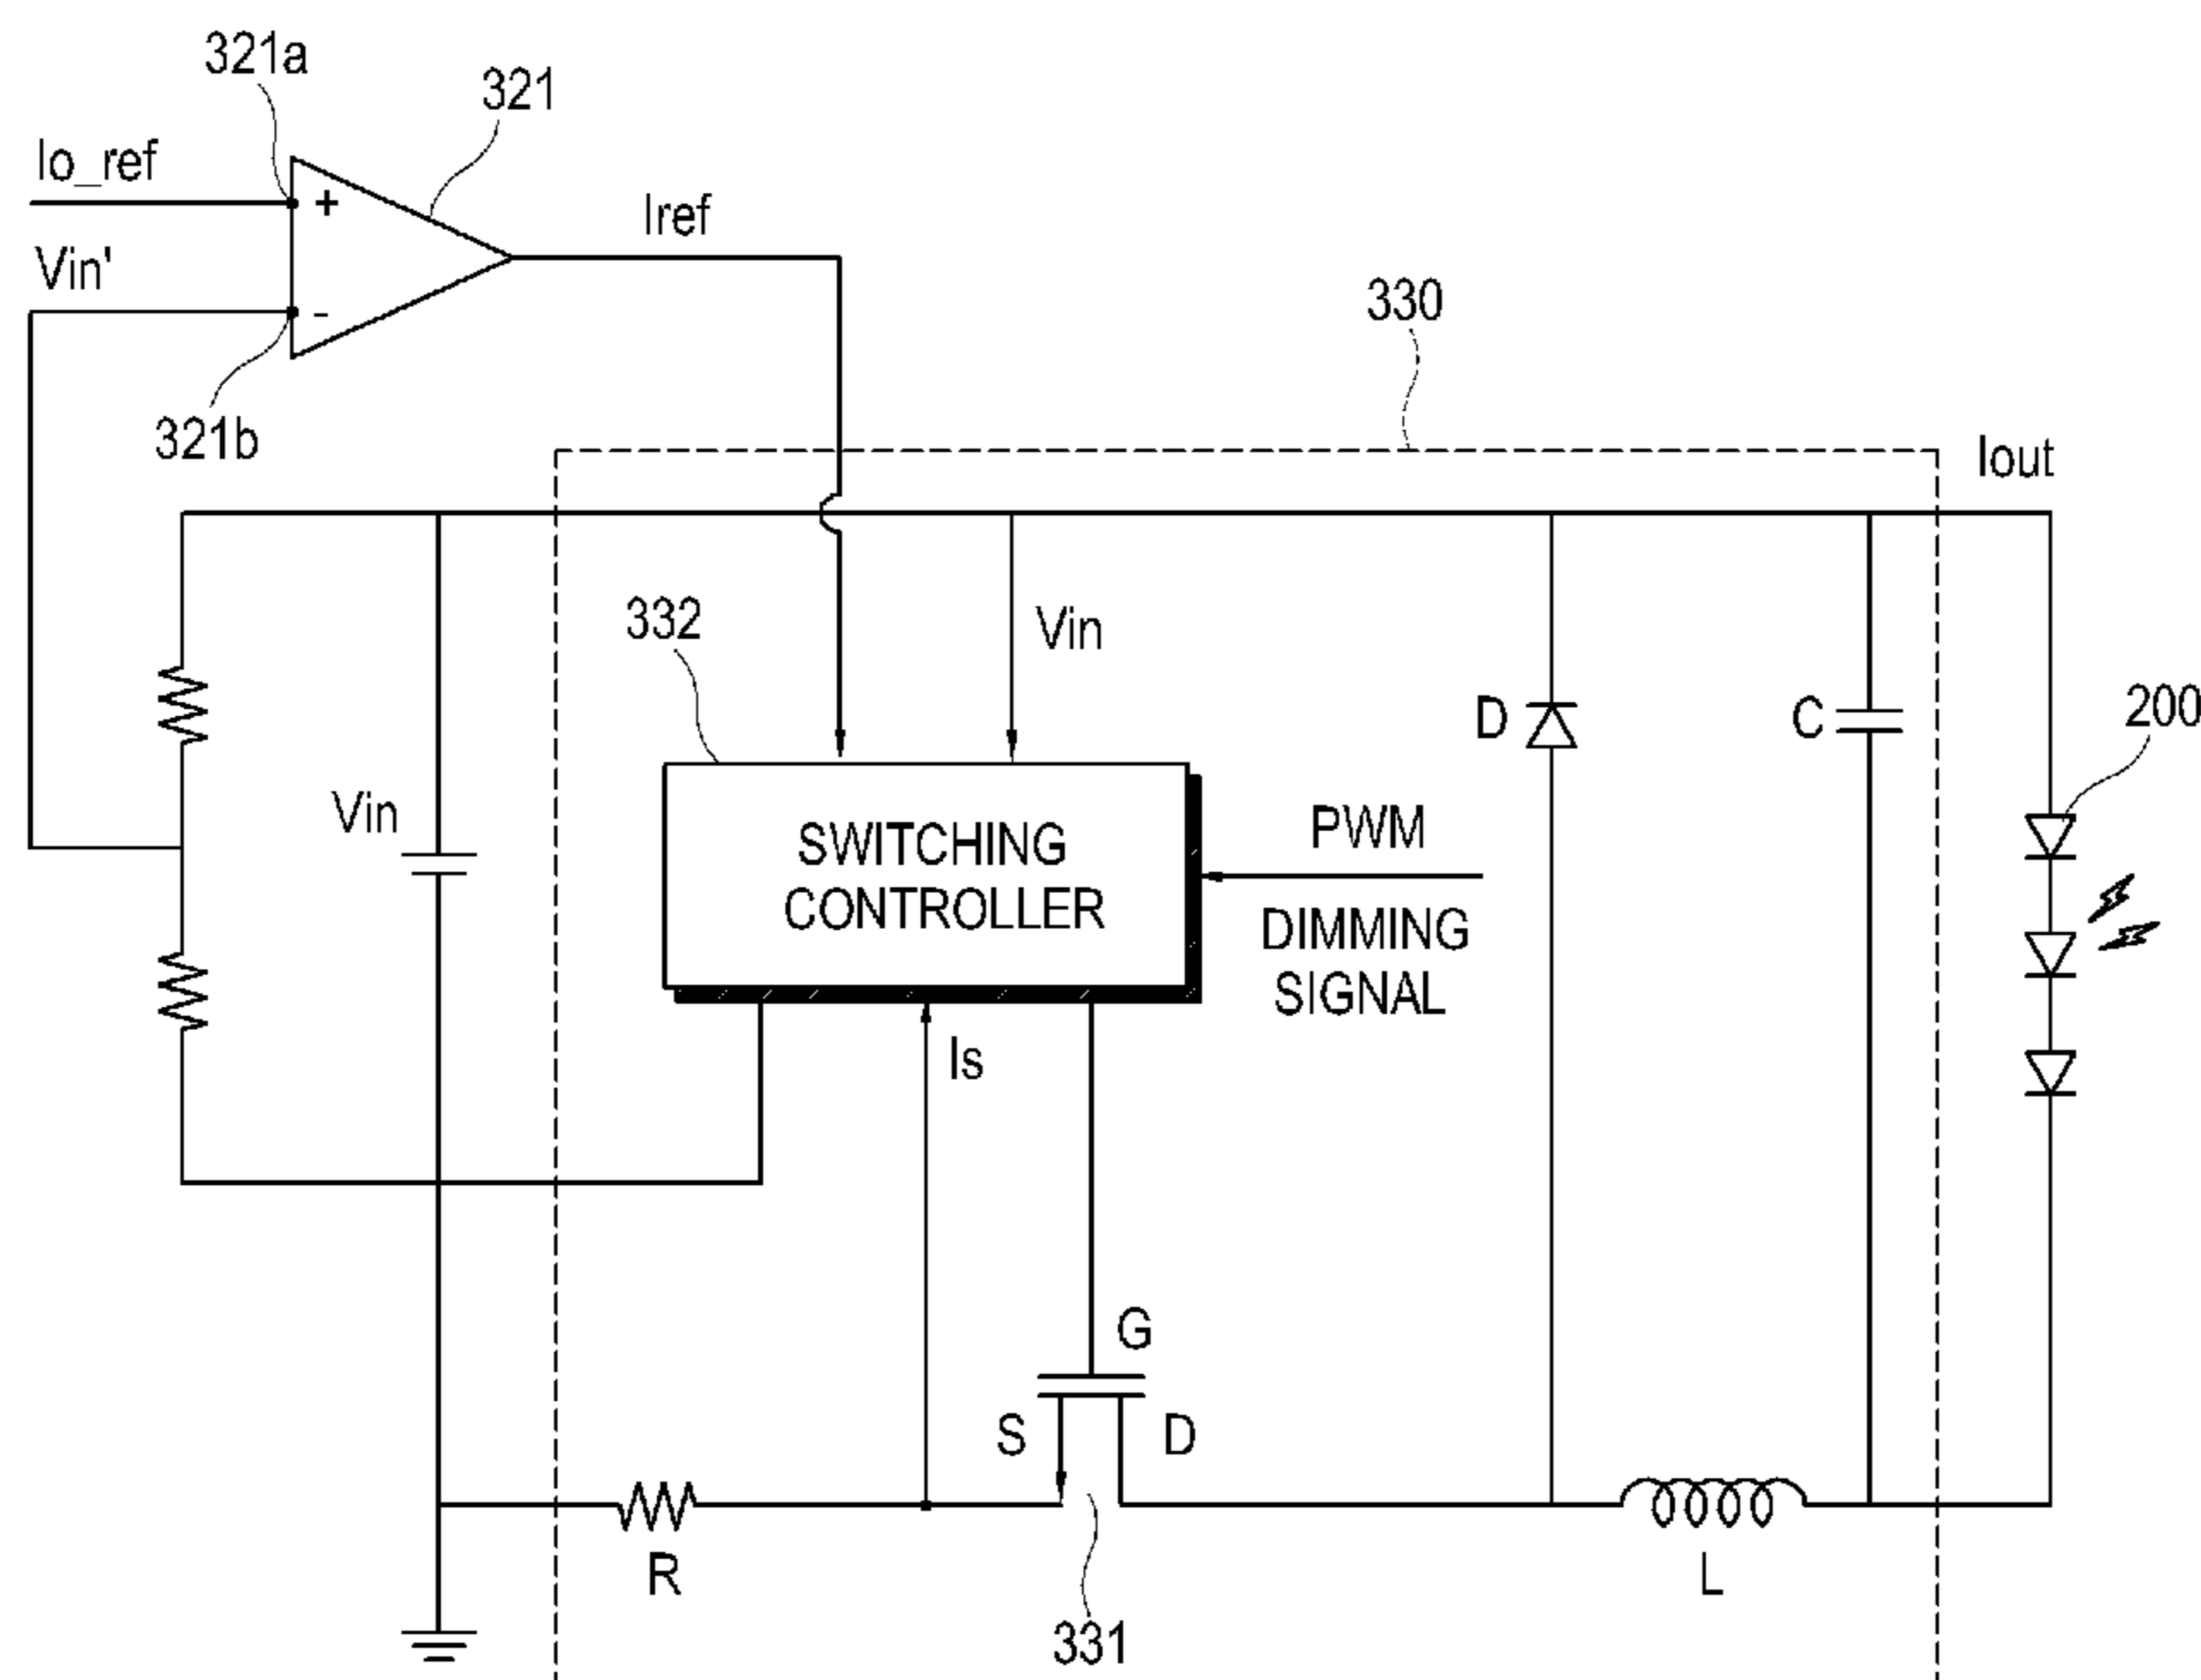 321a
321
Io_ref
+
Iref
Vin'
-
330
321b
Iout
332
Vin
200
D
C
Vin
SWITCHING
CONTROLLER
PWM
DIMMING
SIGNAL
Is
G
S
D
R
L
331